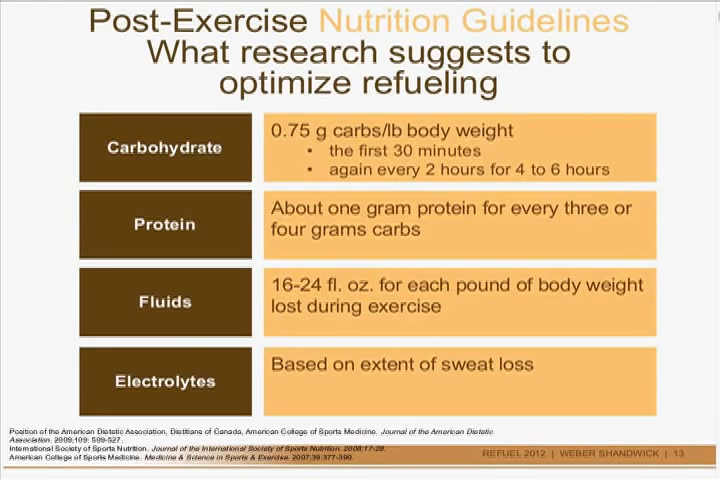 Post-Exercise Nutrition Guidelines
What research suggests to
optimize refueling
Carbohydrate
0.75 g carbs/lb body weight
• the first 30 minutes
• again every 2 hours for 4 to 6 hours
Protein
About one gram protein for every three or
four grams carbs
Fluids
16-24 fl. oz. for each pound of body weight
lost during exercise
Electrolytes
Based on extent of sweat loss
Position of the American Dietetic Association, Dietitians of Canada, American College of Sports Medicine. Journal of the American Dietetic
Association. 2009;109: 509-527.
International Society of Sports Nutrition. Journal of the International Society of Sports Nutrition. 2008;17-28.
American College of Sports Medicine. Medicine & Science in Sports & Exercise. 2007;39:377-390.
REFUEL 2012 | WEBER SHANDWICK | 13